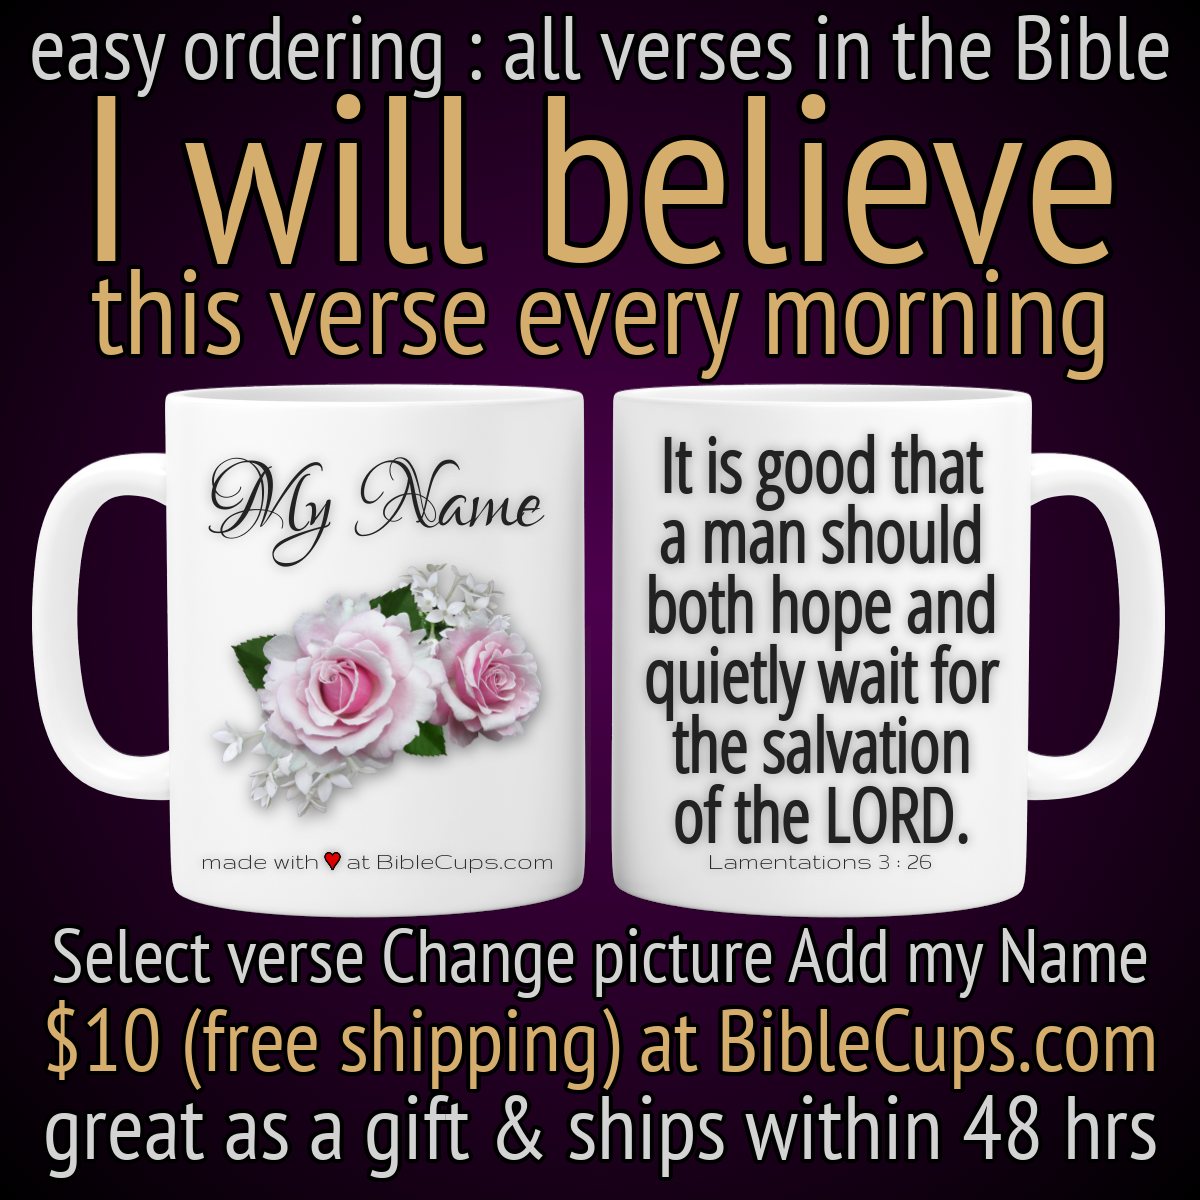 easy ordering : all verses in the Bible
I will believe
this verse every morning
My Name
made with ♥ at BibleCups.com
It is good that
a man should
both hope and
quietly wait for
the salvation
of the LORD.
Lamentations 3 : 26
Select verse Change picture Add my Name
$10 (free shipping) at BibleCups.com
great as a gift & ships within 48 hrs